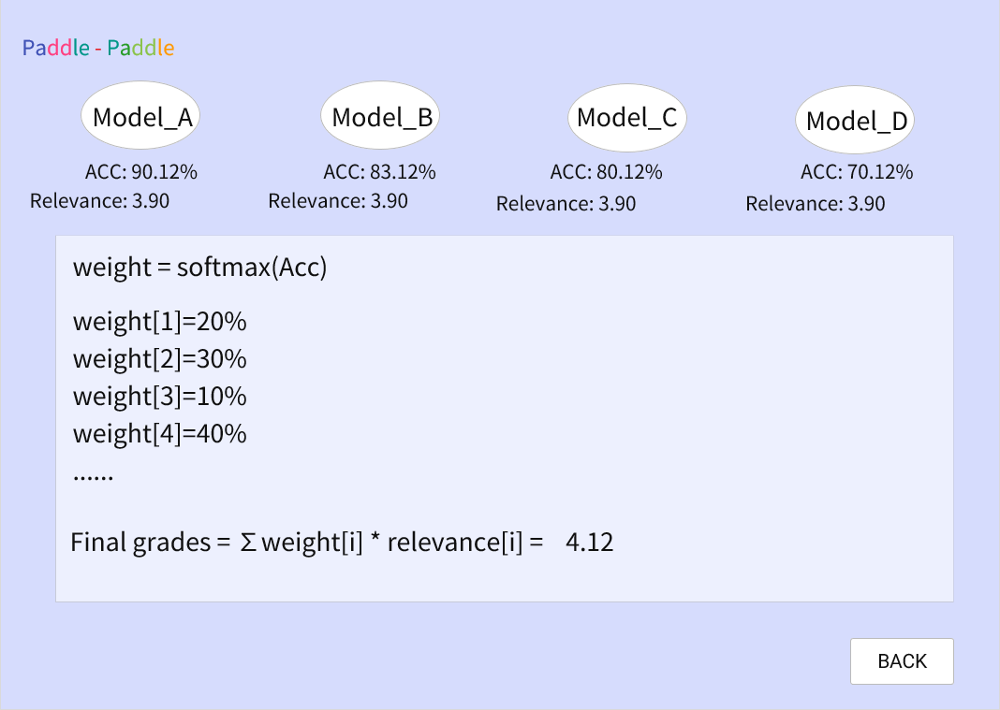 Paddle - Paddle
Model_A
Model_B
Model_C
Model_D
ACC: 90.12%
ACC: 83.12%
ACC: 80.12%
ACC: 70.12%
Relevance: 3.90
Relevance: 3.90
Relevance: 3.90
Relevance: 3.90
weight = softmax(Acc)
weight[1]=20%
weight[2]=30%
weight[3]=10%
weight[4]=40%
......
Final grades = Σ weight[i] * relevance[i] = 4.12
BACK